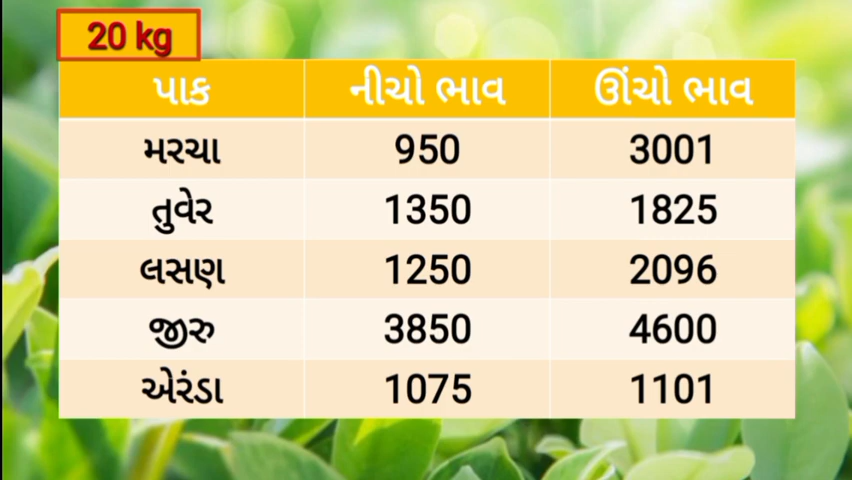 20 kg
પાક નીચો ભાવ ઊંચો ભાવ
મરચા 950 3001
તુવેર 1350 1825
લસણ 1250 2096
જીરુ 3850 4600
એરંડા 1075 1101